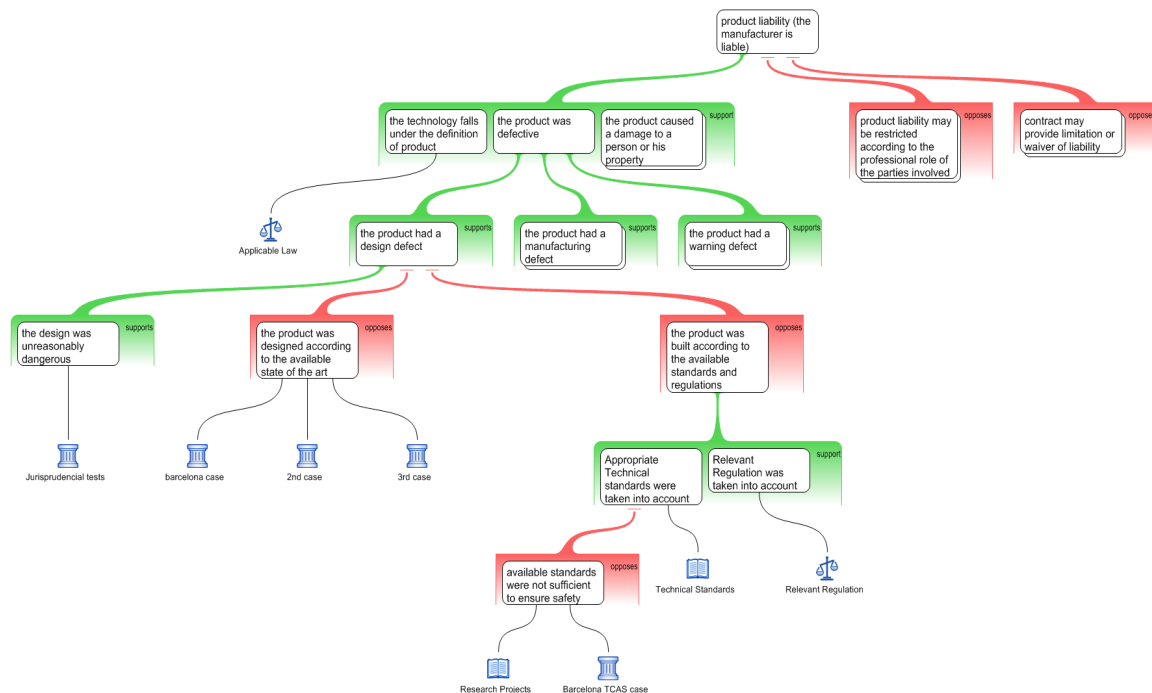 product liability (the
manufacturer is
liable)
the technology falls
under the definition
of product
the product was
defective
the product caused
a damage to a
person or his
property
support
product liability may
be restricted
according to the
professional role of
the parties involved
opposes
contract may
provide limitation or
waiver of liability
opposes
Applicable Law
the product had a
design defect
supports
the product had a
manufacturing
defect
supports
the product had a
warning defect
supports
the design was
unreasonably
dangerous
supports
the product was
designed according
to the available
state of the art
opposes
the product was
built according to
the available
standards and
regulations
opposes
Jurisprudencial tests
barcelona case
2nd case
3rd case
Appropriate
Technical
standards were
taken into account
Relevant
Regulation was
taken into account
support
available standards
were not sufficient
to ensure safety
opposes
Technical Standards
Relevant Regulation
Research Projects
Barcelona TCAS case